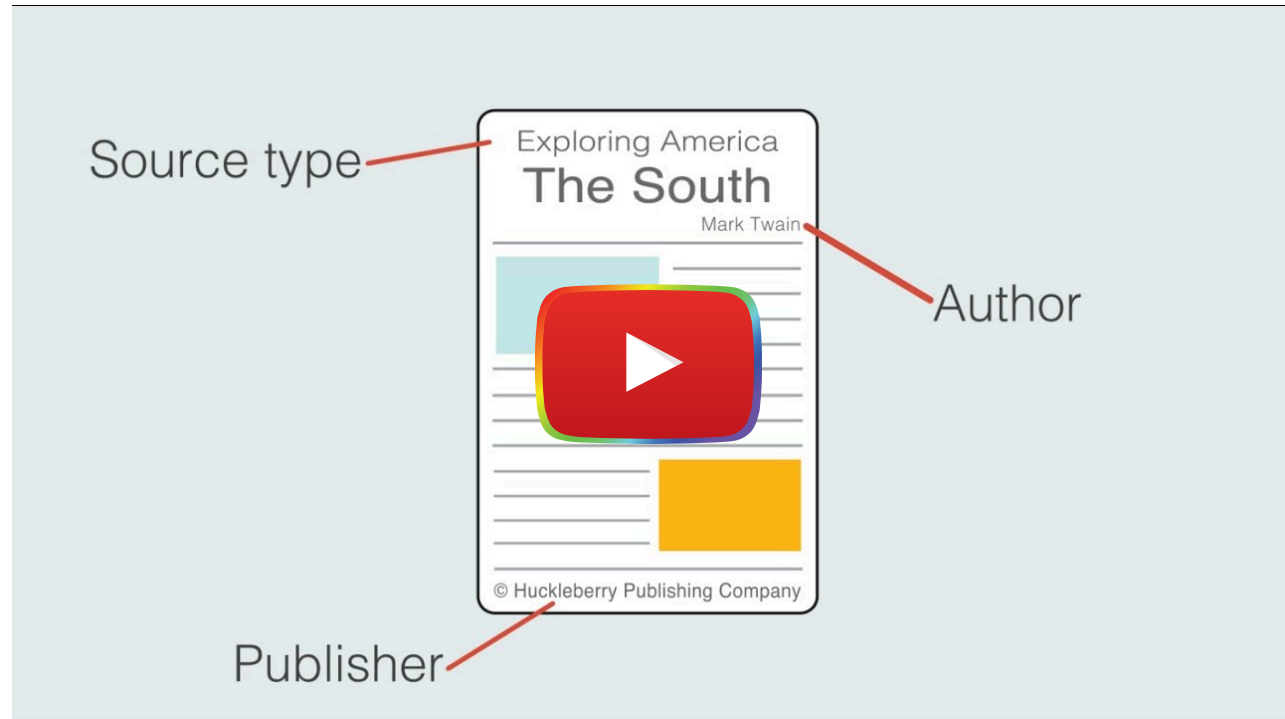 Source type
Exploring America
The South
Mark Twain
Author
© Huckleberry Publishing Company
Publisher